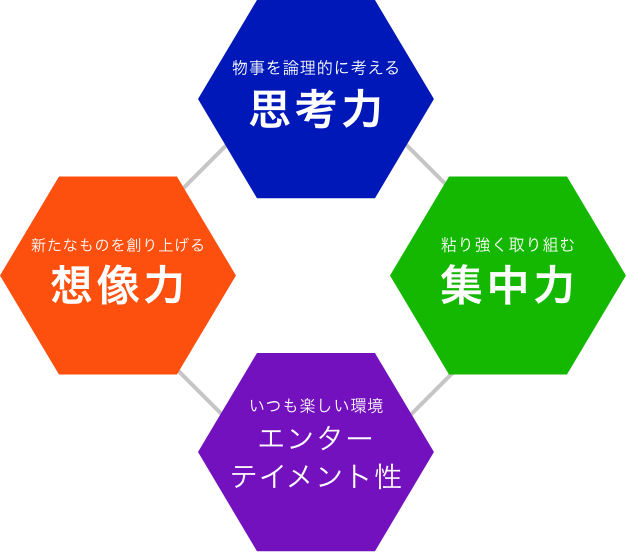 物事を論理的に考える
思考力
新たなものを創り上げる
想像力
粘り強く取り組む
集中力
いつも楽しい環境
エンター
テイメント性